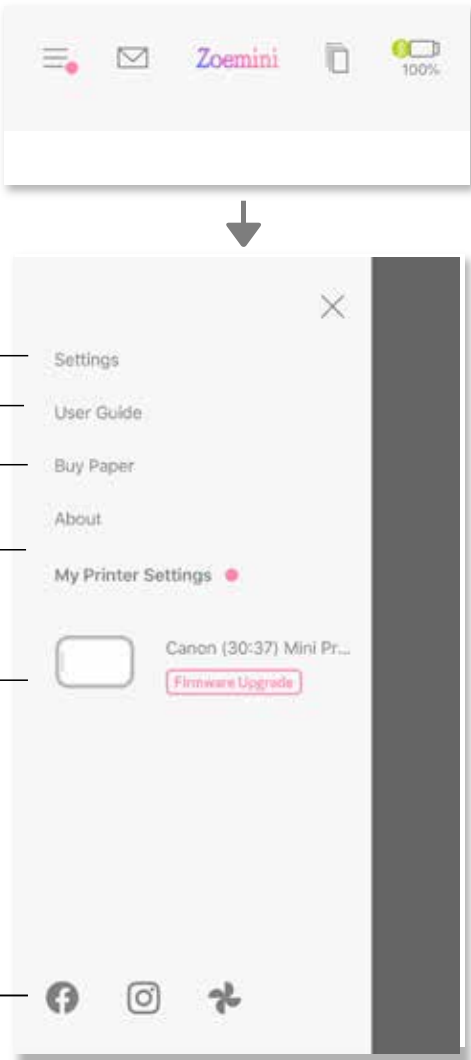 Zoemini
100%
Settings
User Guide
Buy Paper
About
My Printer Settings
Canon (30:37) Mini Pr...
Firmware Upgrade